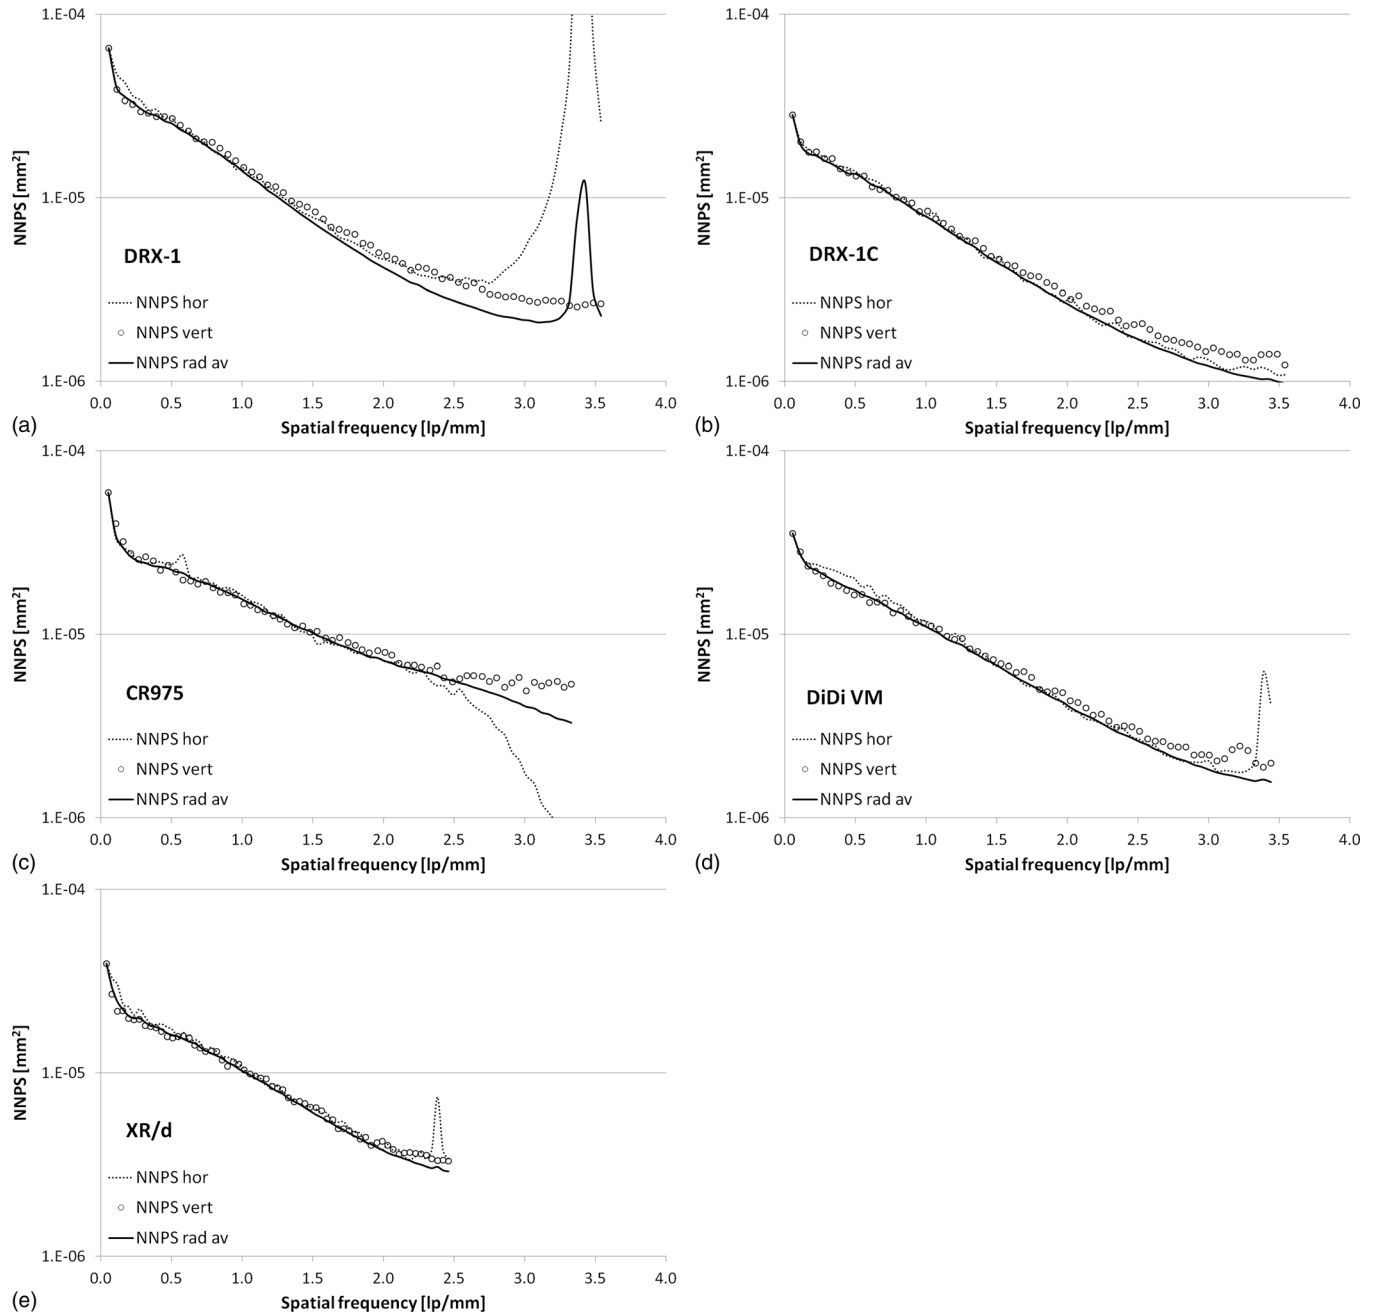 1.E-04
1.E-05
1.E-06
NNPS [mm²]
DRX-1
NNPS hor
NNPS vert
NNPS rad av
0.0 0.5 1.0 1.5 2.0 2.5 3.0 3.5 4.0
Spatial frequency [lp/mm]
(a)
1.E-04
1.E-05
1.E-06
NNPS [mm²]
DRX-1C
NNPS hor
NNPS vert
NNPS rad av
0.0 0.5 1.0 1.5 2.0 2.5 3.0 3.5 4.0
Spatial frequency [lp/mm]
(b)
1.E-04
1.E-05
1.E-06
NNPS [mm²]
CR975
NNPS hor
NNPS vert
NNPS rad av
0.0 0.5 1.0 1.5 2.0 2.5 3.0 3.5 4.0
Spatial frequency [lp/mm]
(c)
1.E-04
1.E-05
1.E-06
NNPS [mm²]
DiDi VM
NNPS hor
NNPS vert
NNPS rad av
0.0 0.5 1.0 1.5 2.0 2.5 3.0 3.5 4.0
Spatial frequency [lp/mm]
(d)
1.E-04
1.E-05
1.E-06
NNPS [mm²]
XR/d
NNPS hor
NNPS vert
NNPS rad av
0.0 0.5 1.0 1.5 2.0 2.5 3.0 3.5 4.0
Spatial frequency [lp/mm]
(e)